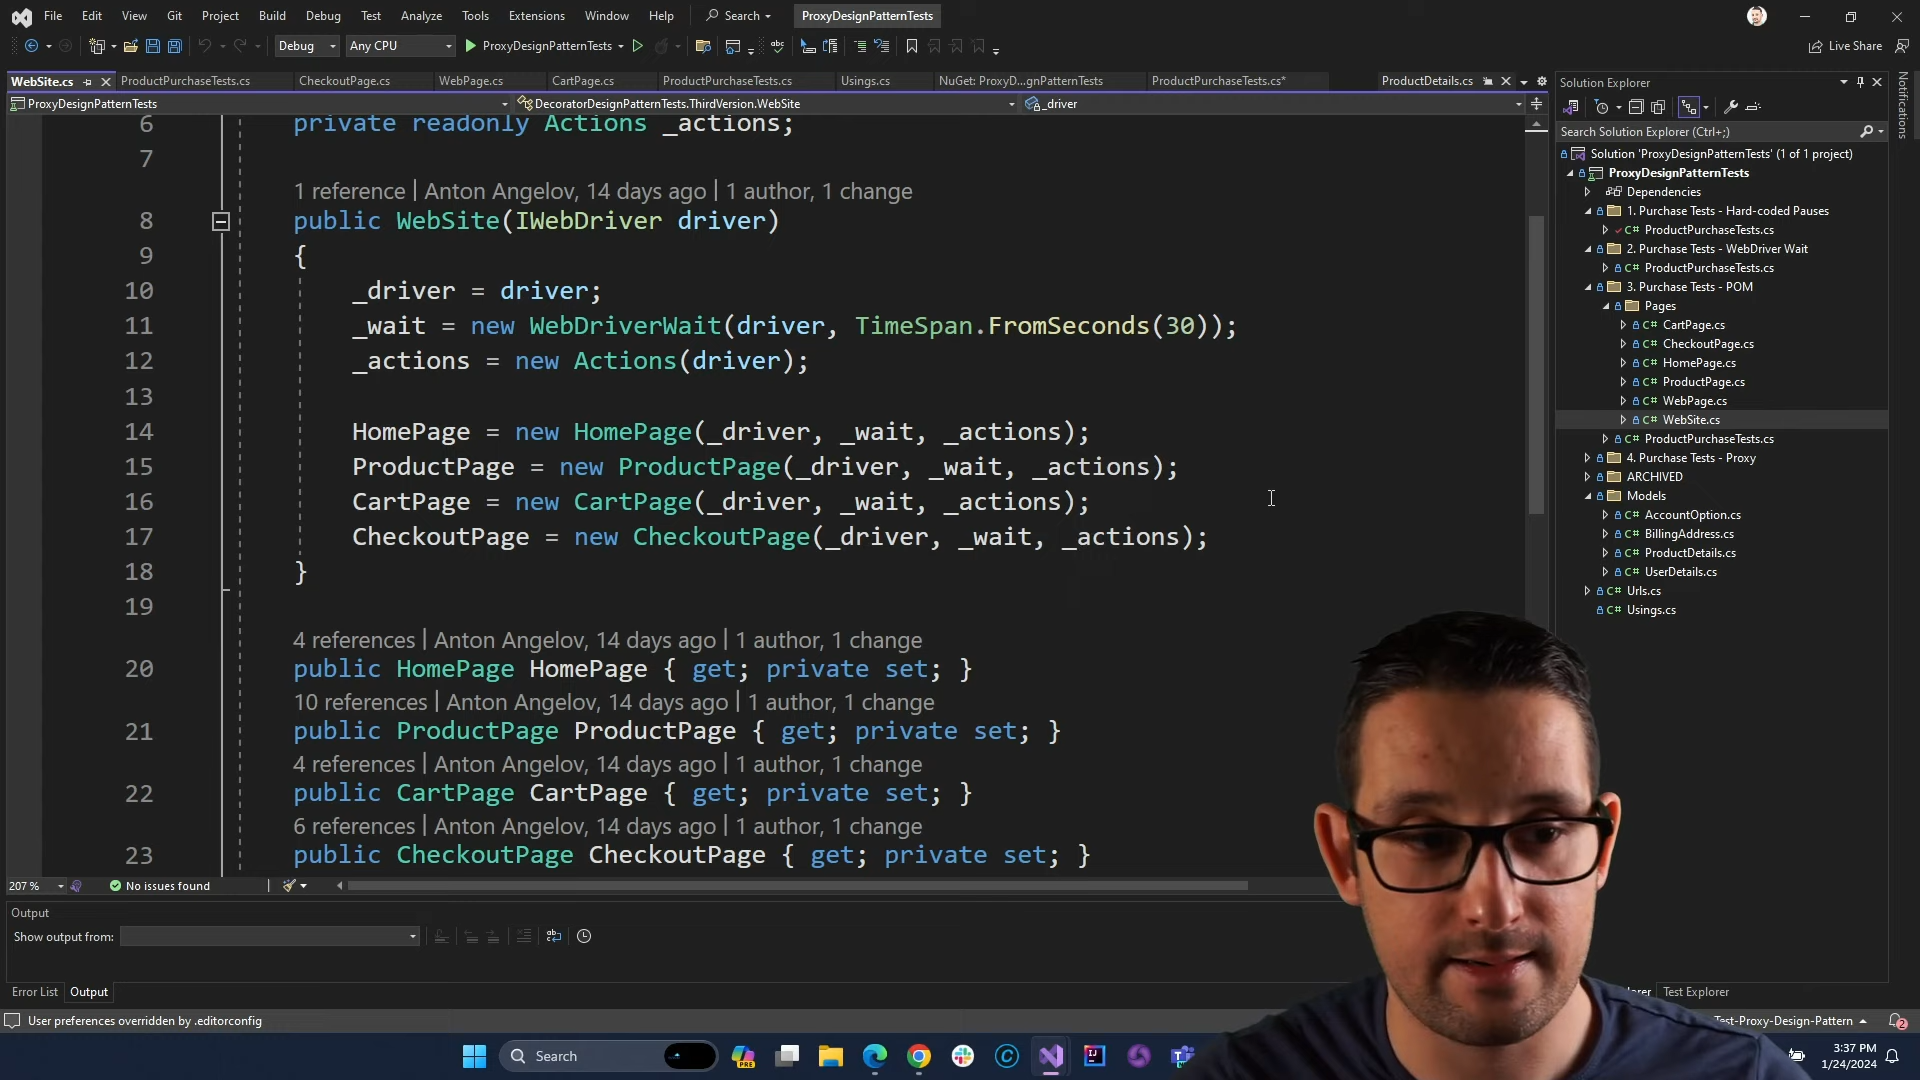 File Edit View Git Project Build Debug Test Analyze Tools Extensions Window Help Search ProxyDesignPatternTests
Debug Any CPU ProxyDesignPatternTests Live Share
WebSite.cs ProductPurchaseTests.cs CheckoutPage.cs WebPage.cs CartPage.cs ProductPurchaseTests.cs Usings.cs NuGet: ProxyD...gnPatternTests ProductPurchaseTests.cs* ProductDetails.cs
ProxyDesignPatternTests DecoratorDesignPatternTests.ThirdVersion.WebSite _driver
6 private readonly Actions _actions;
7
1 reference | Anton Angelov, 14 days ago | 1 author, 1 change
8 public WebSite(IWebDriver driver)
9 {
10 _driver = driver;
11 _wait = new WebDriverWait(driver, TimeSpan.FromSeconds(30));
12 _actions = new Actions(driver);
13
14 HomePage = new HomePage(_driver, _wait, _actions);
15 ProductPage = new ProductPage(_driver, _wait, _actions);
16 CartPage = new CartPage(_driver, _wait, _actions);
17 CheckoutPage = new CheckoutPage(_driver, _wait, _actions);
18 }
19
4 references | Anton Angelov, 14 days ago | 1 author, 1 change
20 public HomePage HomePage { get; private set; }
10 references | Anton Angelov, 14 days ago | 1 author, 1 change
21 public ProductPage ProductPage { get; private set; }
4 references | Anton Angelov, 14 days ago | 1 author, 1 change
22 public CartPage CartPage { get; private set; }
6 references | Anton Angelov, 14 days ago | 1 author, 1 change
23 public CheckoutPage CheckoutPage { get; private set; }
207 % No issues found
Output
Show output from:
Error List Output
User preferences overridden by .editorconfig
Solution Explorer
Search Solution Explorer (Ctrl+;)
Solution 'ProxyDesignPatternTests' (1 of 1 project)
ProxyDesignPatternTests
Dependencies
1. Purchase Tests - Hard-coded Pauses
C# ProductPurchaseTests.cs
2. Purchase Tests - WebDriver Wait
C# ProductPurchaseTests.cs
3. Purchase Tests - POM
Pages
C# CartPage.cs
C# CheckoutPage.cs
C# HomePage.cs
C# ProductPage.cs
C# WebPage.cs
C# WebSite.cs
C# ProductPurchaseTests.cs
4. Purchase Tests - Proxy
ARCHIVED
Models
C# AccountOption.cs
C# BillingAddress.cs
C# ProductDetails.cs
C# UserDetails.cs
C# Urls.cs
C# Usings.cs
Notifications
Test Explorer
Test-Proxy-Design-Pattern
2
Search
PRE
3:37 PM
1/24/2024